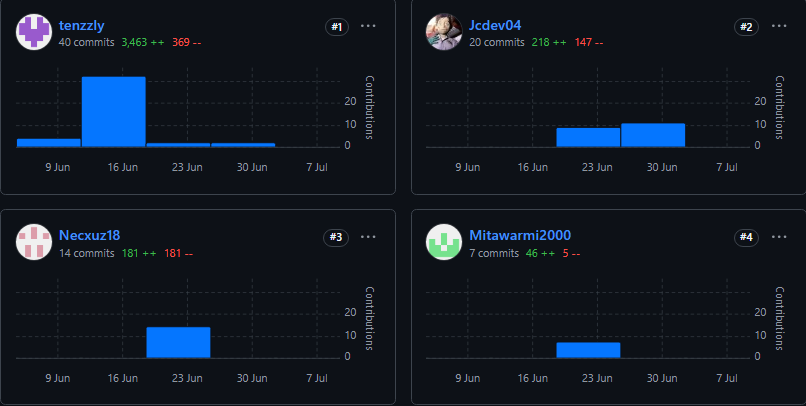 tenzzly
#1
40 commits 3,463 ++ 369 --
Contributions
20
10
0
9 Jun 16 Jun 23 Jun 30 Jun 7 Jul
Jcdev04
#2
20 commits 218 ++ 147 --
Contributions
20
10
0
9 Jun 16 Jun 23 Jun 30 Jun 7 Jul
Necxuz18
#3
14 commits 181 ++ 181 --
Contributions
20
10
0
9 Jun 16 Jun 23 Jun 30 Jun 7 Jul
Mitawarmi2000
#4
7 commits 46 ++ 5 --
Contributions
20
10
0
9 Jun 16 Jun 23 Jun 30 Jun 7 Jul